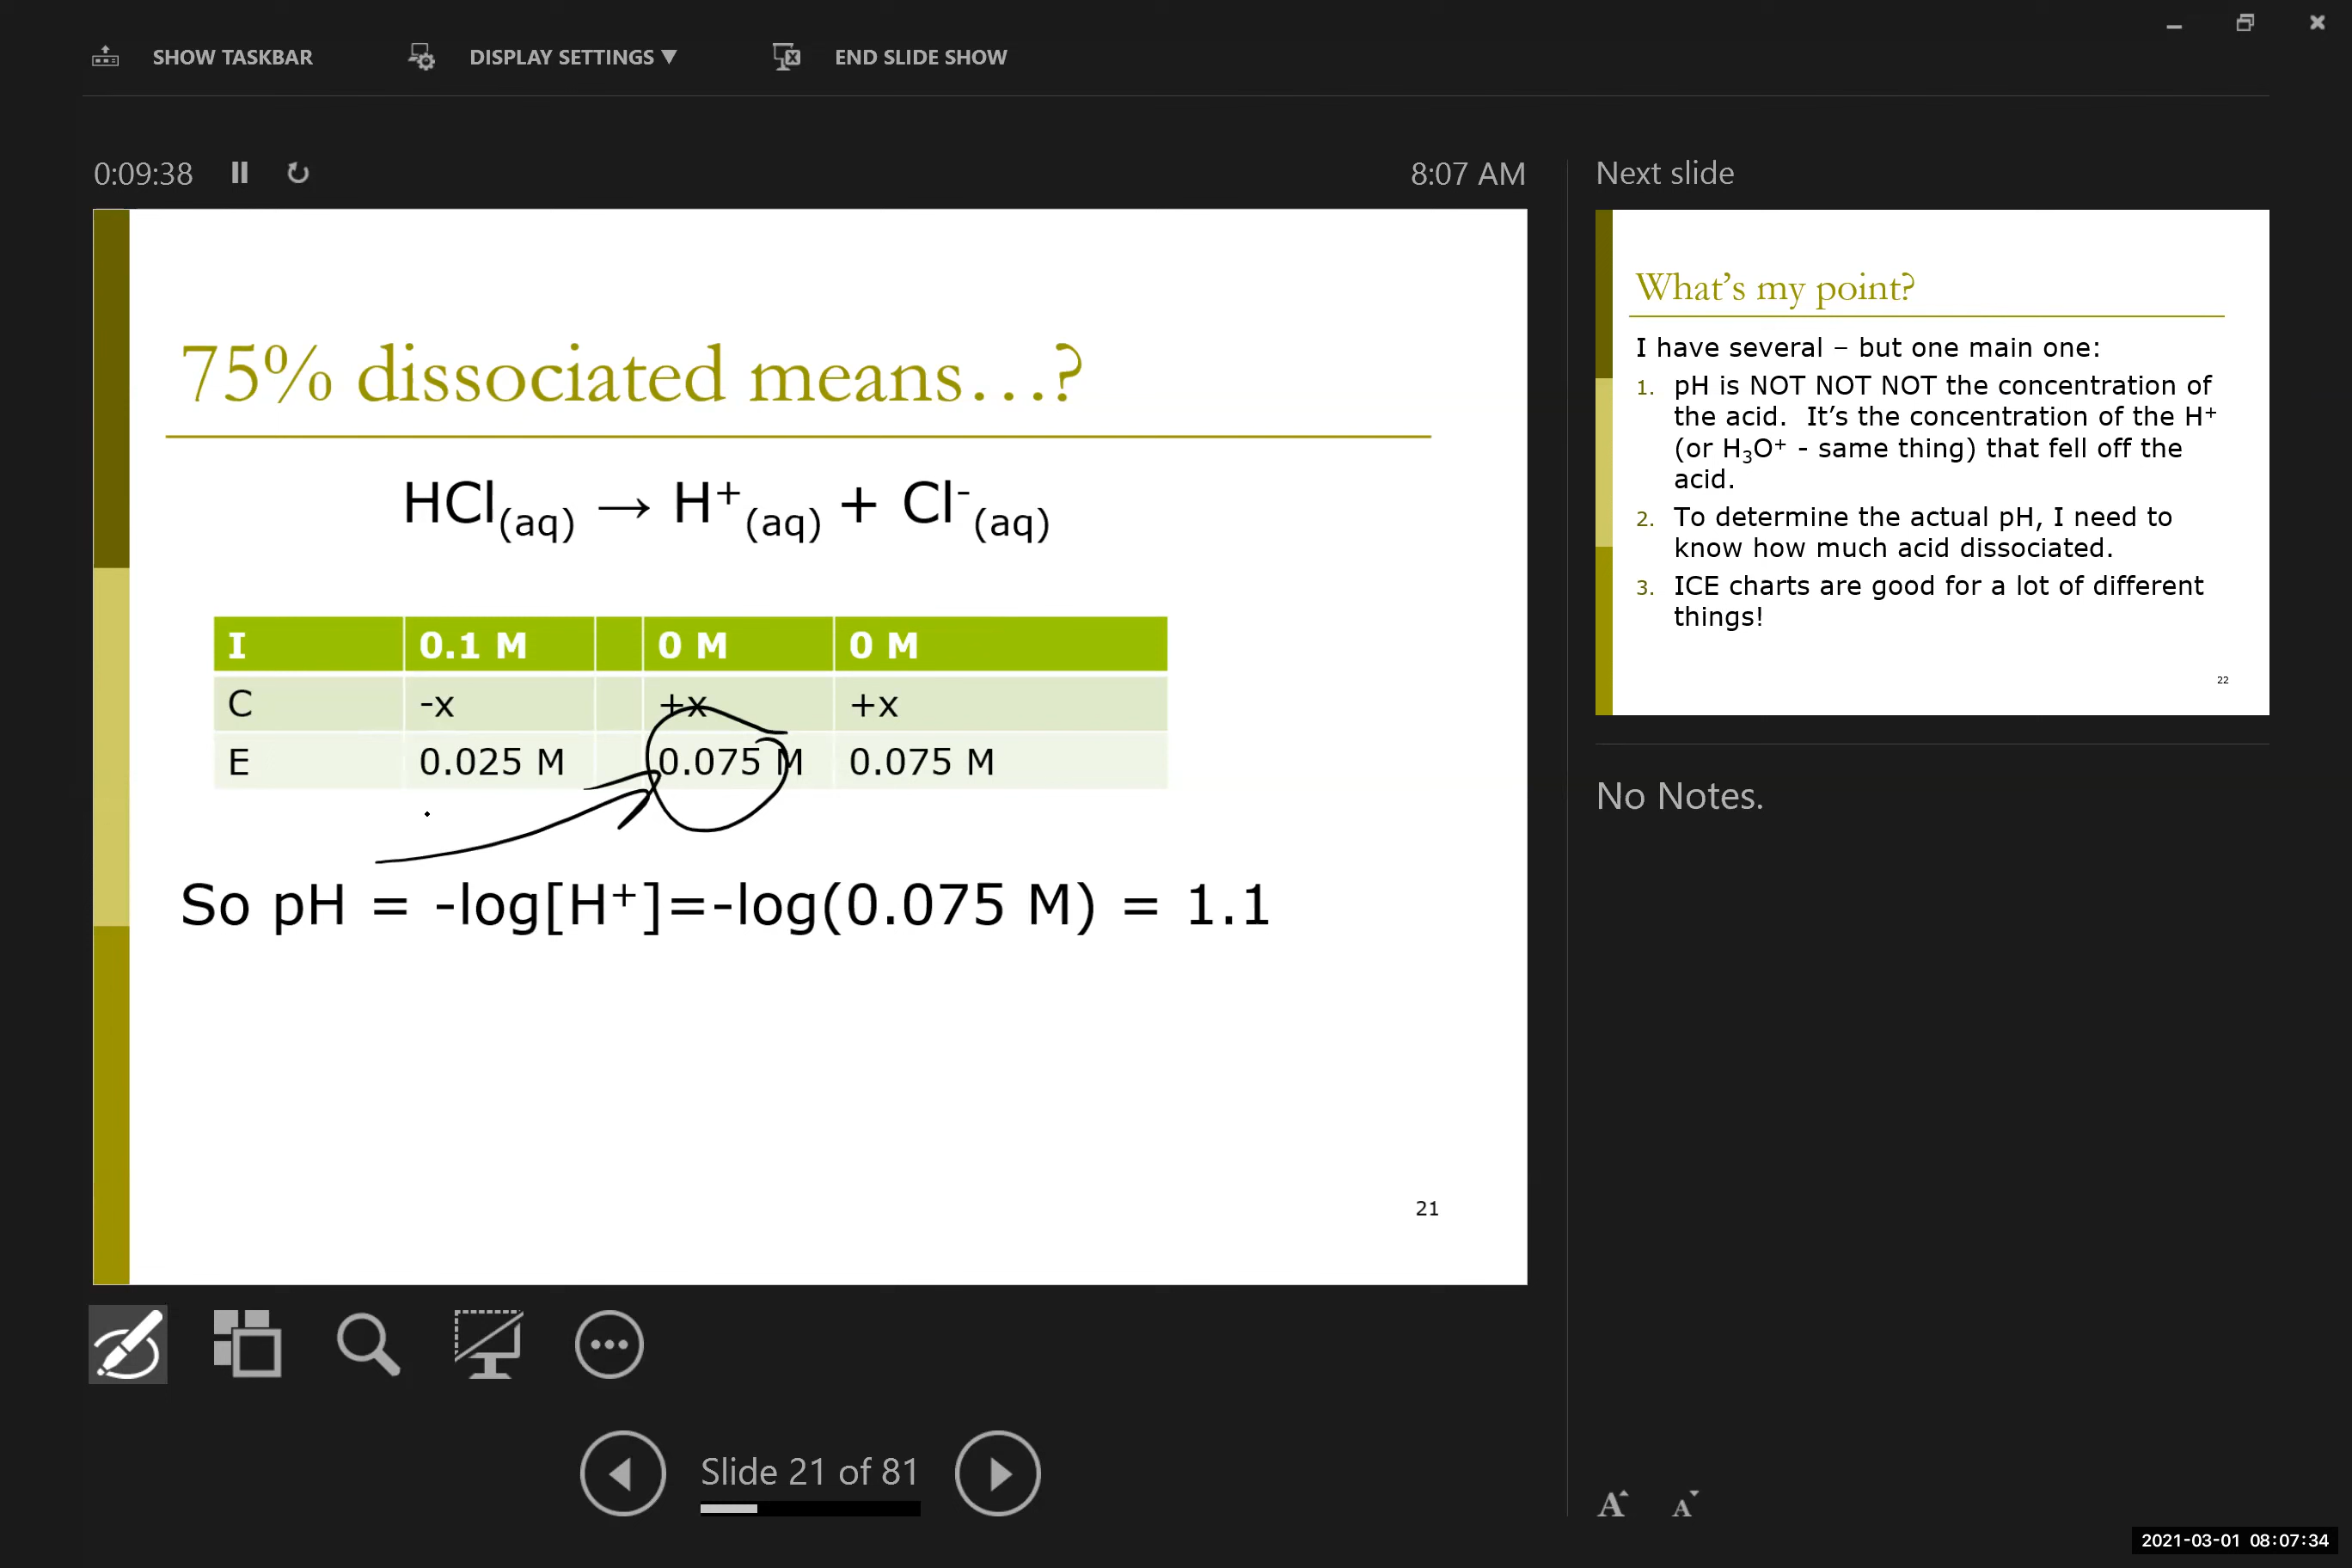 SHOW TASKBAR
DISPLAY SETTINGS ▼
END SLIDE SHOW
0:09:38
8:07 AM
75% dissociated means…?
HCl(aq) → H⁺(aq) + Cl⁻(aq)
I 0.1 M 0 M 0 M
C -x +x +x
E 0.025 M 0.075 M 0.075 M
So pH = -log[H⁺]=-log(0.075 M) = 1.1
21
Slide 21 of 81
Next slide
What's my point?
I have several – but one main one:
1. pH is NOT NOT NOT the concentration of
the acid. It's the concentration of the H⁺
(or H₃O⁺ - same thing) that fell off the
acid.
2. To determine the actual pH, I need to
know how much acid dissociated.
3. ICE charts are good for a lot of different
things!
22
No Notes.
A A
2021-03-01 08:07:34